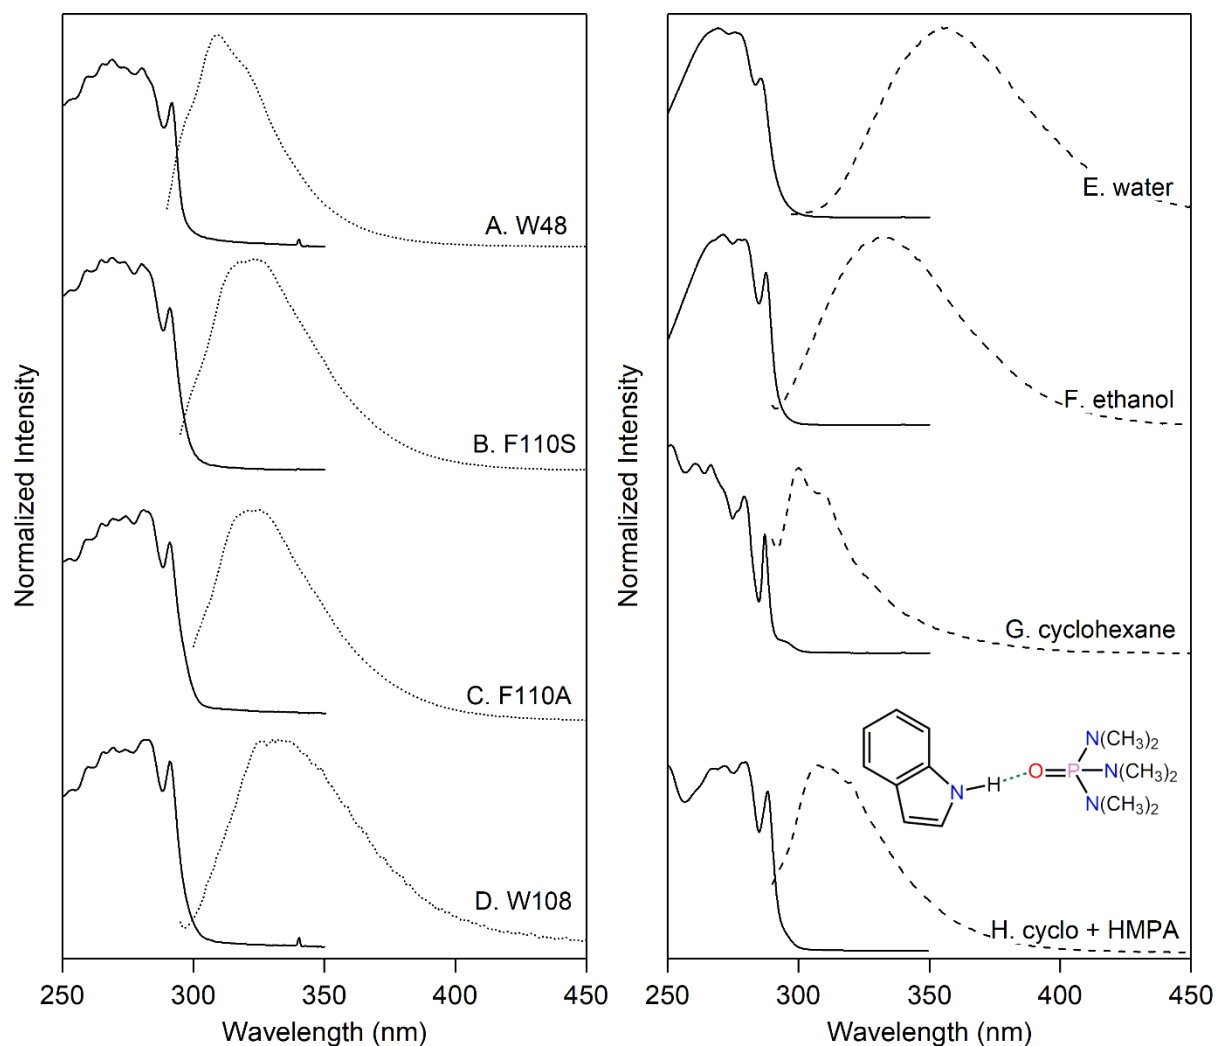 Normalized Intensity
A. W48
B. F110S
C. F110A
D. W108
250 300 350 400 450
Wavelength (nm)
Normalized Intensity
E. water
F. ethanol
G. cyclohexane
N(CH3)2
N H O P N(CH3)2
N(CH3)2
H. cyclo + HMPA
250 300 350 400 450
Wavelength (nm)